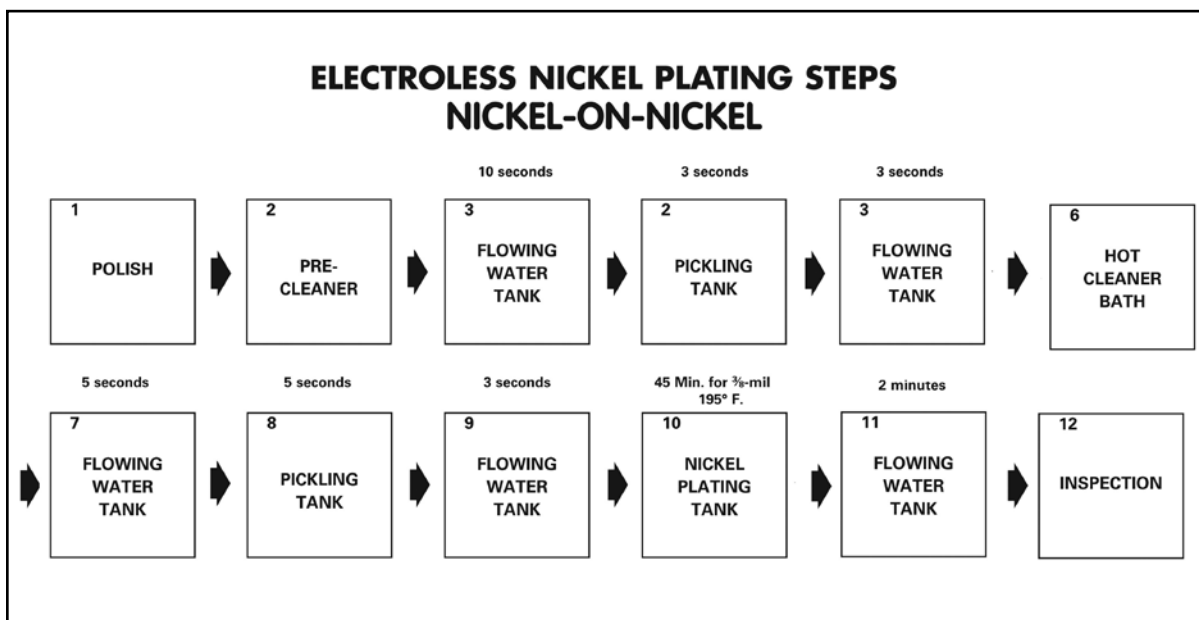 ELECTROLESS NICKEL PLATING STEPS
NICKEL-ON-NICKEL
1
POLISH
2
PRE-
CLEANER
10 seconds
3
FLOWING
WATER
TANK
3 seconds
2
PICKLING
TANK
3 seconds
3
FLOWING
WATER
TANK
6
HOT
CLEANER
BATH
5 seconds
7
FLOWING
WATER
TANK
5 seconds
8
PICKLING
TANK
3 seconds
9
FLOWING
WATER
TANK
45 Min. for ⅜-mil
195° F.
10
NICKEL
PLATING
TANK
2 minutes
11
FLOWING
WATER
TANK
12
INSPECTION